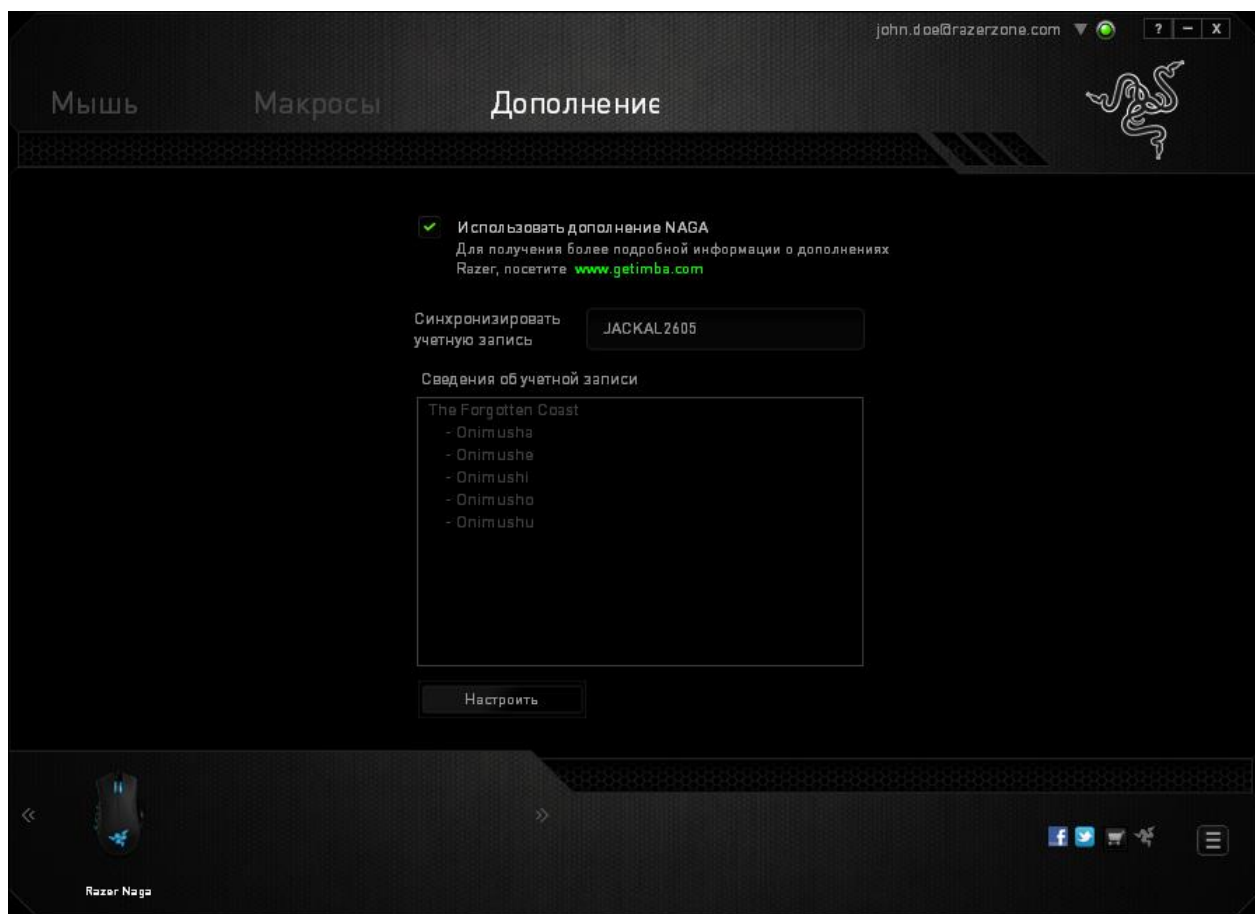 john.doe@razerzone.com
? – X
Мышь Макросы Дополнение
Использовать дополнение NAGA
Для получения более подробной информации о дополнениях
Razer, посетите www.getimba.com
Синхронизировать
учетную запись
JACKAL2605
Сведения об учетной записи
The Forgotten Coast
- Onimusha
- Onimushe
- Onimushi
- Onimusho
- Onimushu
Настроить
Razer Naga